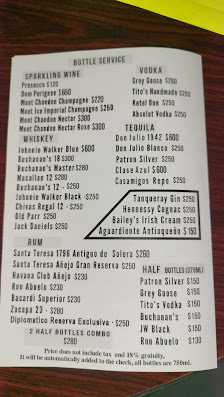 BOTTLE SERVICE
SPARKLING WINE
Prosecco $120
Dom Perignon $650
Moet Chandon Champagne $220
Moet Ice Imperial Champagne $260
Moet Chandon Nectar $300
Moet Chandon Nectar Rose $300
WHISKEY
Johnnie Walker Blue $600
Buchanan's 18 $300
Buchanan's Master $280
Macallan 12 $280
Buchanan's 12 - $250
Johnnie Walker Black - $250
Chivas Regal 12 - $250
Old Parr $250
Jack Daniels $250
RUM
Santa Teresa 1796 Antiguo de Solera $260
Santa Teresa Añejo Gran Reserva $250
Havana Club Añejo $230
Ron Abuelo $230
Bacardi Superior $230
Zacapa 23 - $280
Diplomatico Reserva Exclusiva - $250
2 HALF BOTTLES COMBO
$280
VODKA
Grey Goose $260
Tito's Handmade $250
Ketel One $250
Absolut Vodka $250
TEQUILA
Don Julio 1942 $600
Don Julio Blanco $250
Patron Silver $250
Clase Azul $600
Casamigos Repo $250
Tanqueray Gin $250
Hennessy Cognac $250
Bailey's Irish Cream $250
Aguardiente Antioqueño $150
HALF BOTTLES (375ML)
Patron Silver $150
Grey Goose $150
Tito's Vodka $150
Buchanan's $150
JW Black $150
Ron Abuelo $150
Price does not include tax and 18% gratuity,
It will be automatically added to the check, all bottles are 750ml.